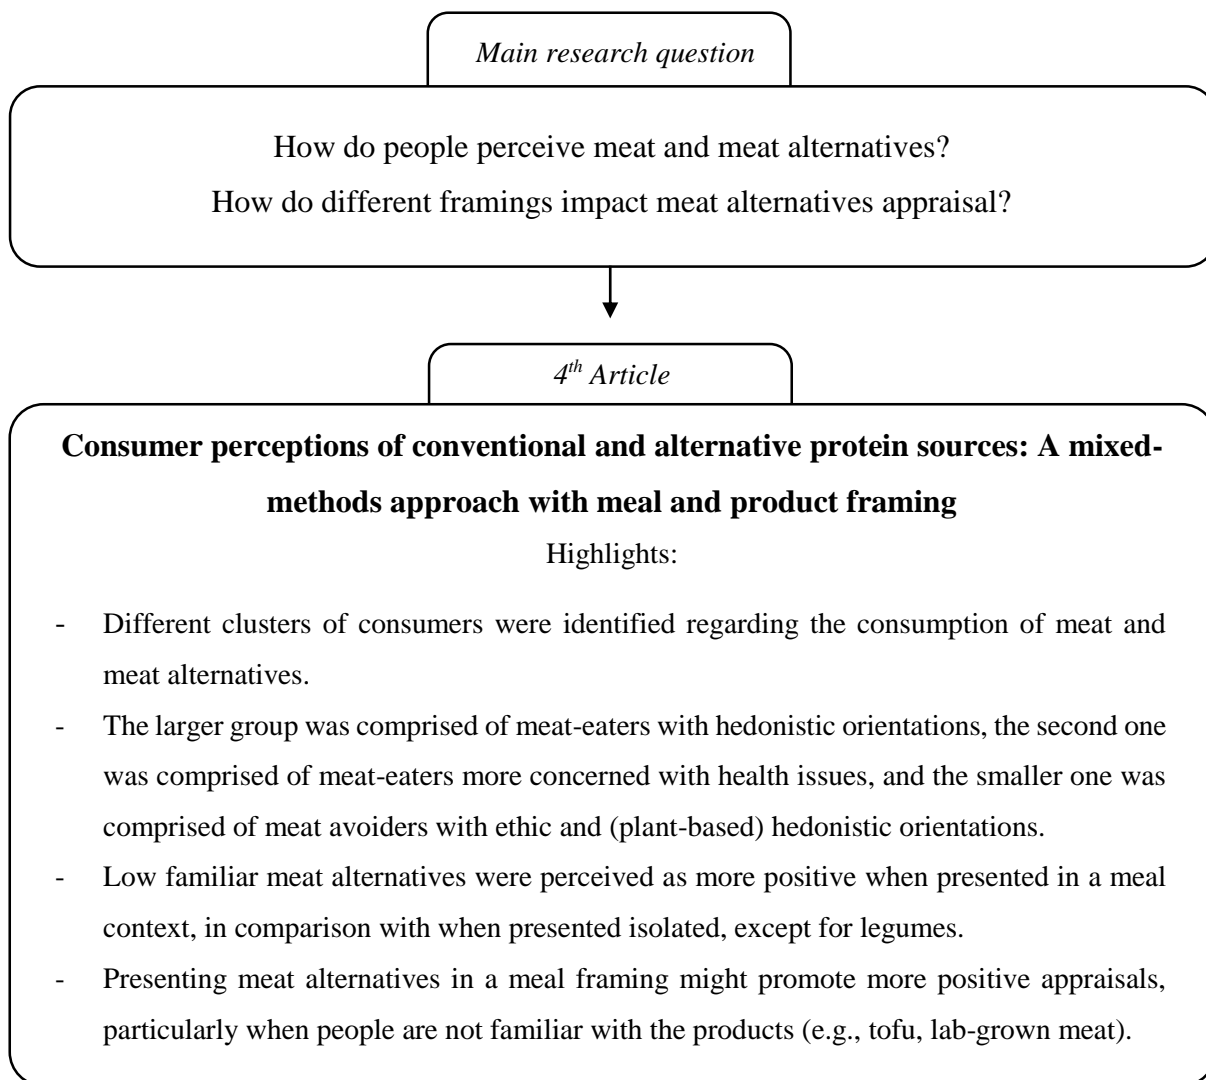 Main research question
How do people perceive meat and meat alternatives?
How do different framings impact meat alternatives appraisal?
4th Article
Consumer perceptions of conventional and alternative protein sources: A mixed-
methods approach with meal and product framing
Highlights:
- Different clusters of consumers were identified regarding the consumption of meat and
meat alternatives.
- The larger group was comprised of meat-eaters with hedonistic orientations, the second one
was comprised of meat-eaters more concerned with health issues, and the smaller one was
comprised of meat avoiders with ethic and (plant-based) hedonistic orientations.
- Low familiar meat alternatives were perceived as more positive when presented in a meal
context, in comparison with when presented isolated, except for legumes.
- Presenting meat alternatives in a meal framing might promote more positive appraisals,
particularly when people are not familiar with the products (e.g., tofu, lab-grown meat).